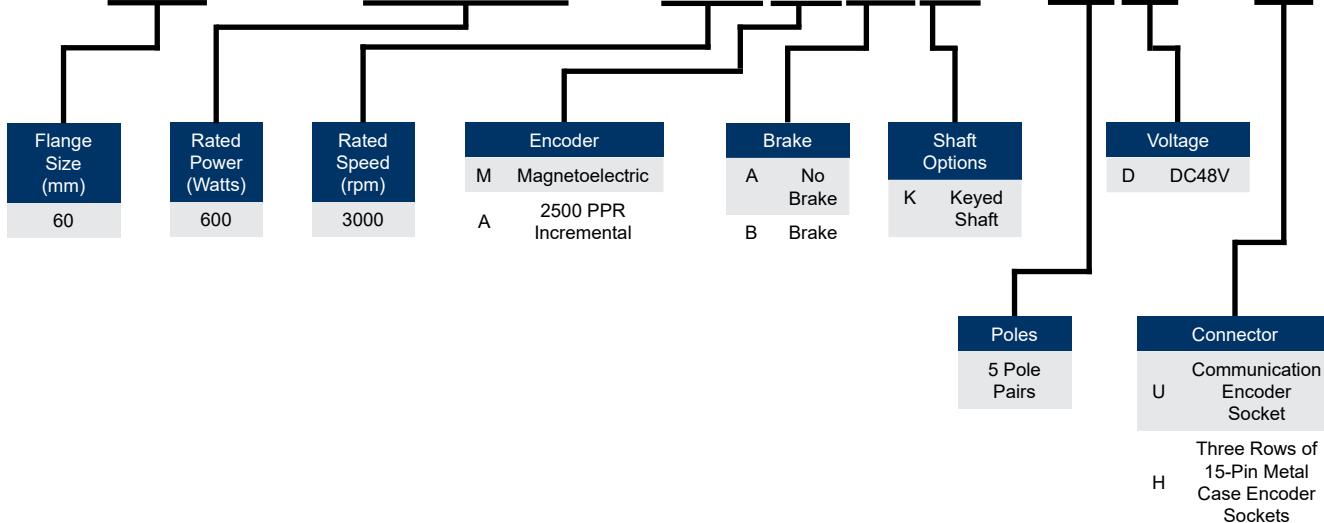 Flange
Size
(mm)
60
Rated
Power
(Watts)
600
Rated
Speed
(rpm)
3000
Encoder
M Magnetoelectric
A 2500 PPR
Incremental
Brake
A No
Brake
B Brake
Shaft
Options
K Keyed
Shaft
Voltage
D DC48V
Poles
5 Pole
Pairs
Connector
U Communication
Encoder
Socket
H Three Rows of
15-Pin Metal
Case Encoder
Sockets